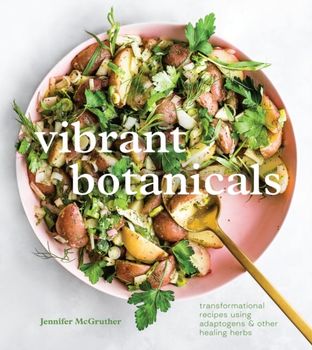 vibrant
botanicals
Jennifer McGruther
transformational
recipes using
adaptogens & other
healing herbs